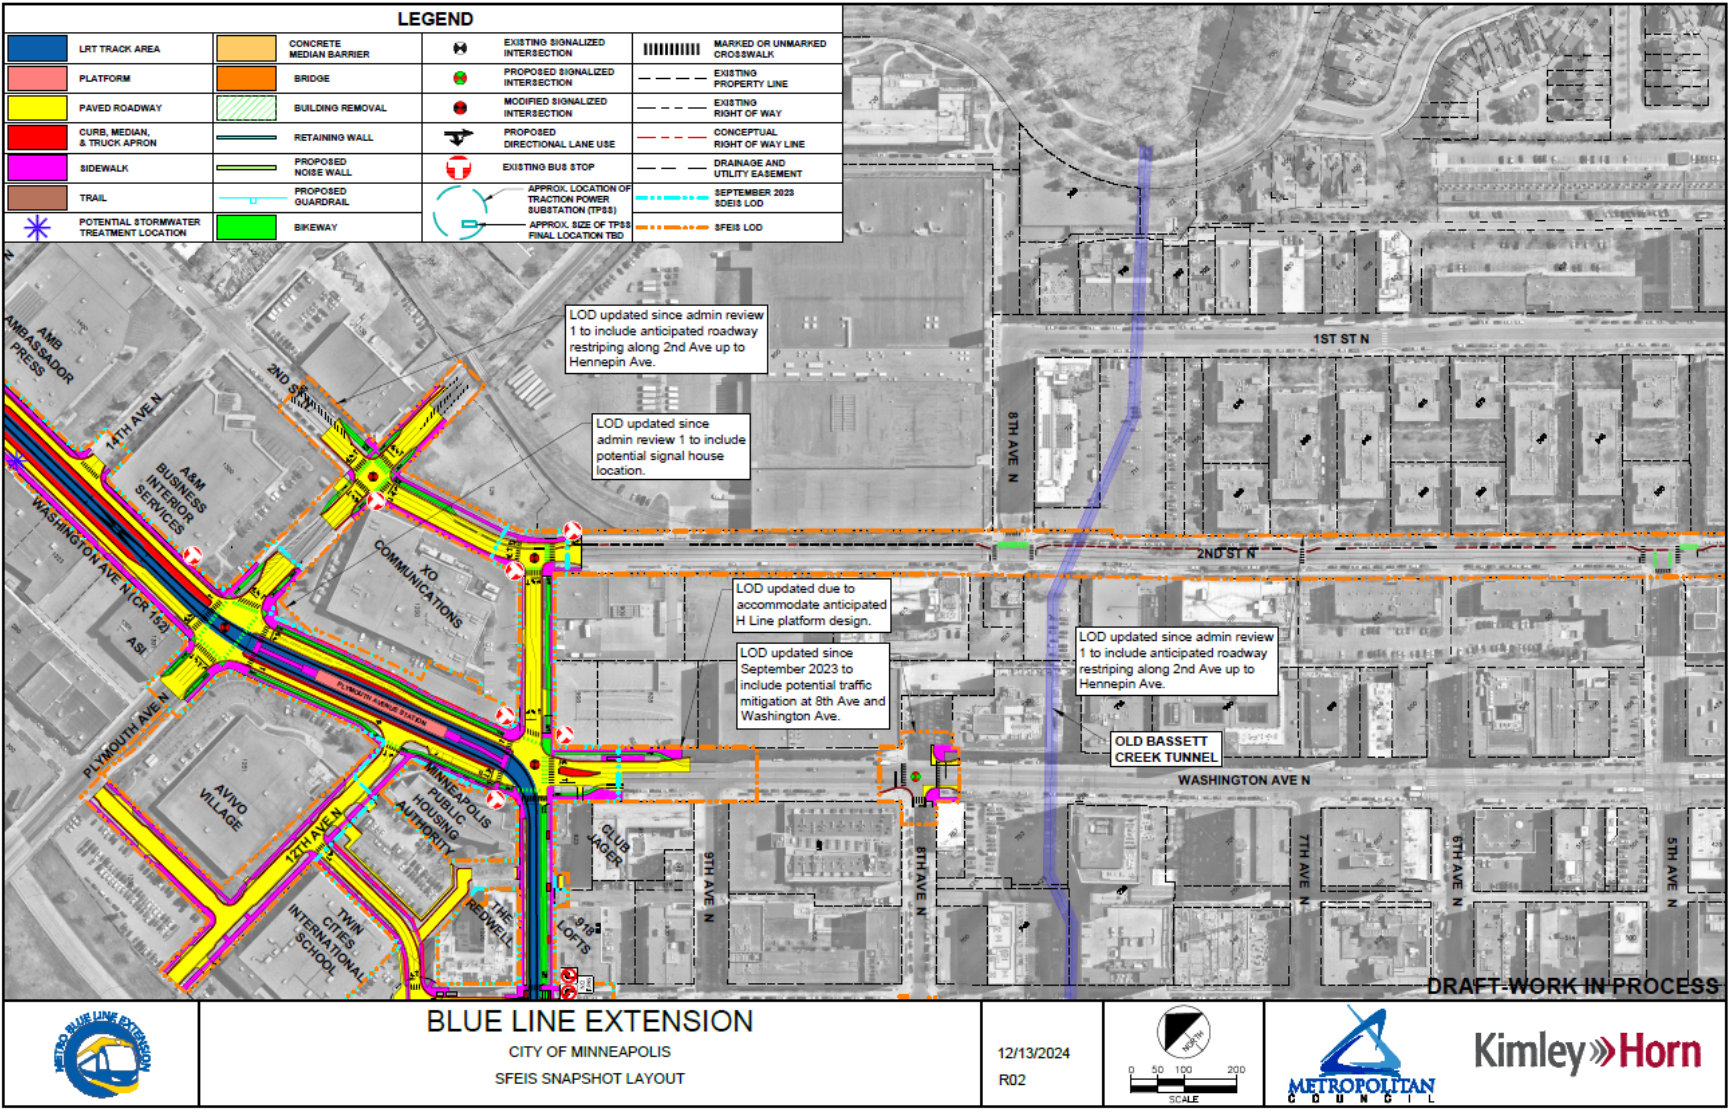 LEGEND
LRT TRACK AREA
PLATFORM
PAVED ROADWAY
CURB, MEDIAN,
& TRUCK APRON
SIDEWALK
TRAIL
POTENTIAL STORMWATER
TREATMENT LOCATION
CONCRETE
MEDIAN BARRIER
BRIDGE
BUILDING REMOVAL
RETAINING WALL
PROPOSED
NOISE WALL
PROPOSED
GUARDRAIL
BIKEWAY
EXISTING SIGNALIZED
INTERSECTION
PROPOSED SIGNALIZED
INTERSECTION
MODIFIED SIGNALIZED
INTERSECTION
PROPOSED
DIRECTIONAL LANE USE
EXISTING BUS STOP
APPROX. LOCATION OF
TRACTION POWER
SUBSTATION (TPSS)
APPROX. SIZE OF TPSS
FINAL LOCATION TBD
MARKED OR UNMARKED
CROSSWALK
EXISTING
PROPERTY LINE
EXISTING
RIGHT OF WAY
CONCEPTUAL
RIGHT OF WAY LINE
DRAINAGE AND
UTILITY EASEMENT
SEPTEMBER 2023
SDEIS LOD
SFEIS LOD
LOD updated since admin review
1 to include anticipated roadway
restriping along 2nd Ave up to
Hennepin Ave.
LOD updated since
admin review 1 to include
potential signal house
location.
AMB
AMBASSADOR
PRESS
14TH AVE N
2ND ST N
A&M
BUSINESS
INTERIOR
SERVICES
WASHINGTON AVE N (CR 152)
XO
COMMUNICATIONS
ASI
PLYMOUTH AVE N
PLYMOUTH AVENUE STATION
1ST ST N
8TH AVE N
2ND ST N
LOD updated due to
accommodate anticipated
H Line platform design.
LOD updated since
September 2023 to
include potential traffic
mitigation at 8th Ave and
Washington Ave.
LOD updated since admin review
1 to include anticipated roadway
restriping along 2nd Ave up to
Hennepin Ave.
OLD BASSETT
CREEK TUNNEL
WASHINGTON AVE N
AVIVO
VILLAGE
MINNEAPOLIS
PUBLIC
HOUSING
AUTHORITY
12TH AVE N
CLUB
JAGER
9TH AVE N
8TH AVE N
7TH AVE N
6TH AVE N
5TH AVE N
TWIN
CITIES
INTERNATIONAL
SCHOOL
THE
REDWELL
918
LOFTS
DRAFT-WORK IN PROCESS
METRO BLUE LINE EXTENSION
BLUE LINE EXTENSION
CITY OF MINNEAPOLIS
SFEIS SNAPSHOT LAYOUT
12/13/2024
R02
NORTH
0 50 100 200
SCALE
METROPOLITAN
COUNCIL
Kimley»Horn